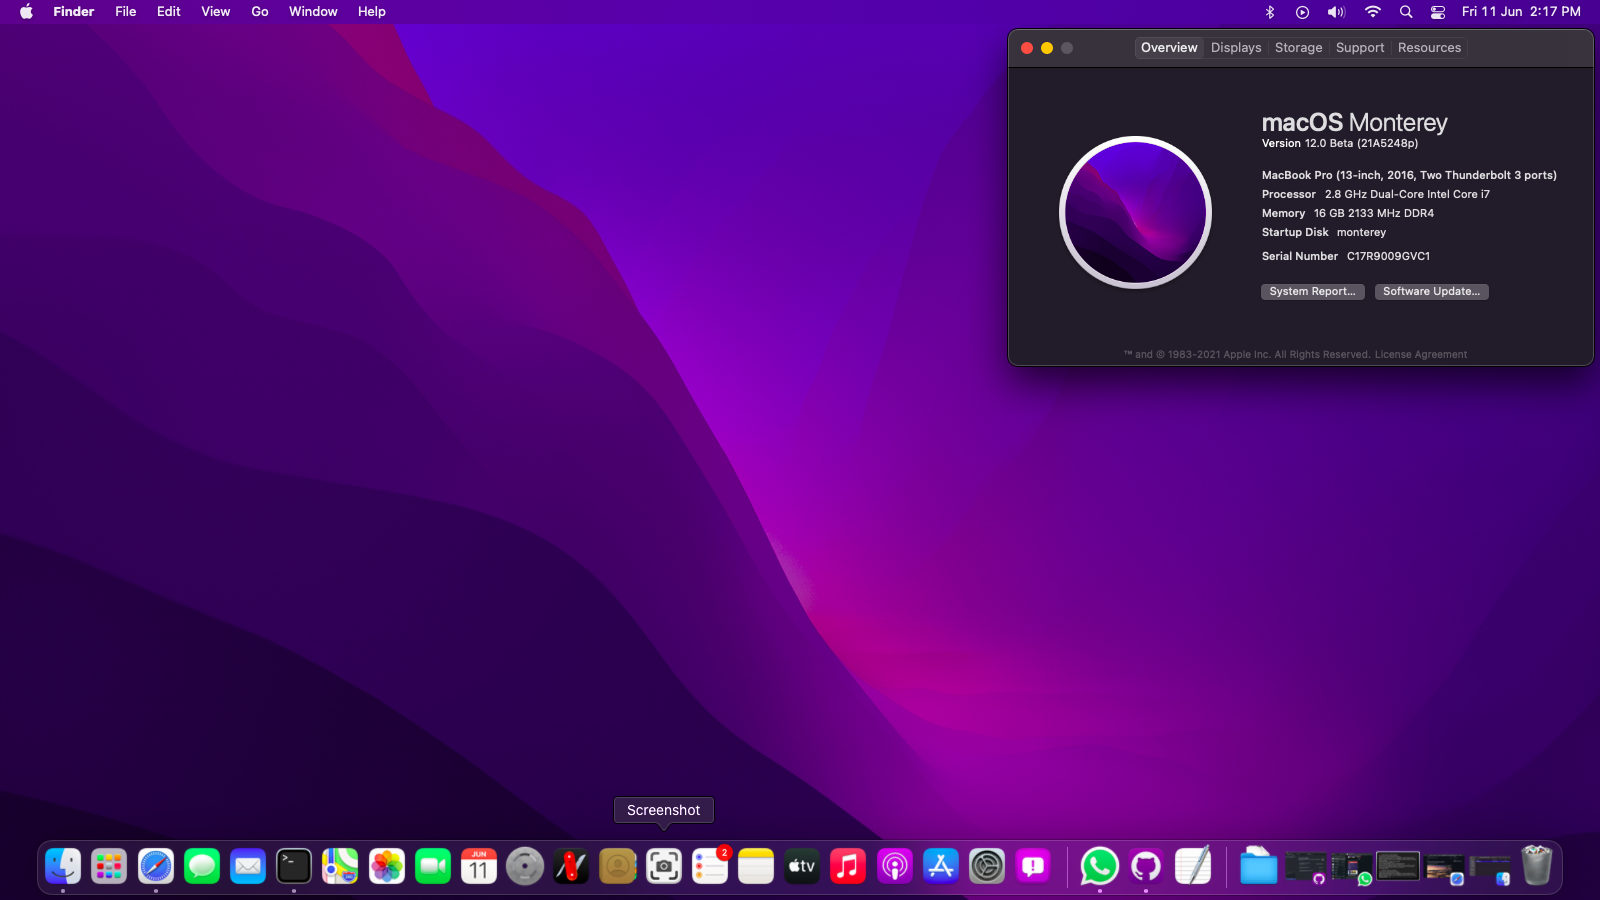 Finder File Edit View Go Window Help Fri 11 Jun 2:17 PM
Overview Displays Storage Support Resources
macOS Monterey
Version 12.0 Beta (21A5248p)
MacBook Pro (13-inch, 2016, Two Thunderbolt 3 ports)
Processor 2.8 GHz Dual-Core Intel Core i7
Memory 16 GB 2133 MHz DDR4
Startup Disk monterey
Serial Number C17R9009GVC1
System Report... Software Update...
™ and © 1983-2021 Apple Inc. All Rights Reserved. License Agreement
Screenshot
JUN
11
2
tv